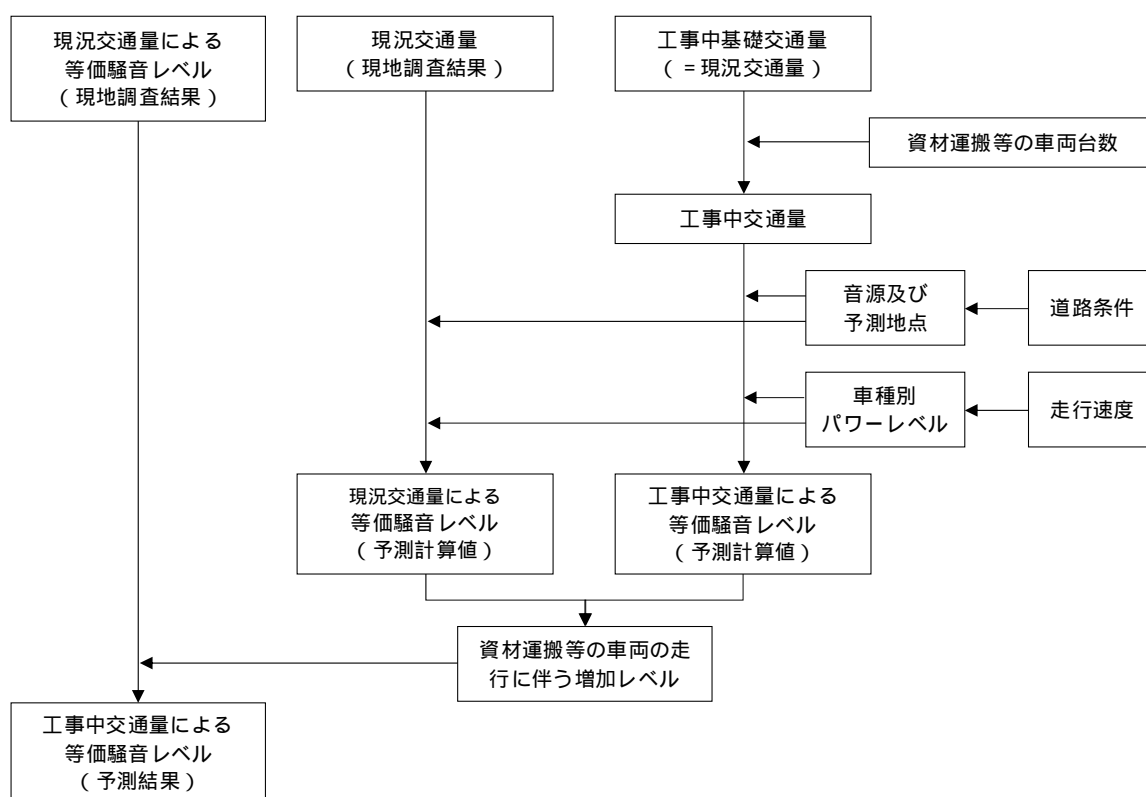 現況交通量による
等価騒音レベル
（現地調査結果）
現況交通量
（現地調査結果）
工事中基礎交通量
（＝現況交通量）
資材運搬等の車両台数
工事中交通量
音源及び
予測地点
道路条件
車種別
パワーレベル
走行速度
現況交通量による
等価騒音レベル
（予測計算値）
工事中交通量による
等価騒音レベル
（予測計算値）
資材運搬等の車両の走
行に伴う増加レベル
工事中交通量による
等価騒音レベル
（予測結果）